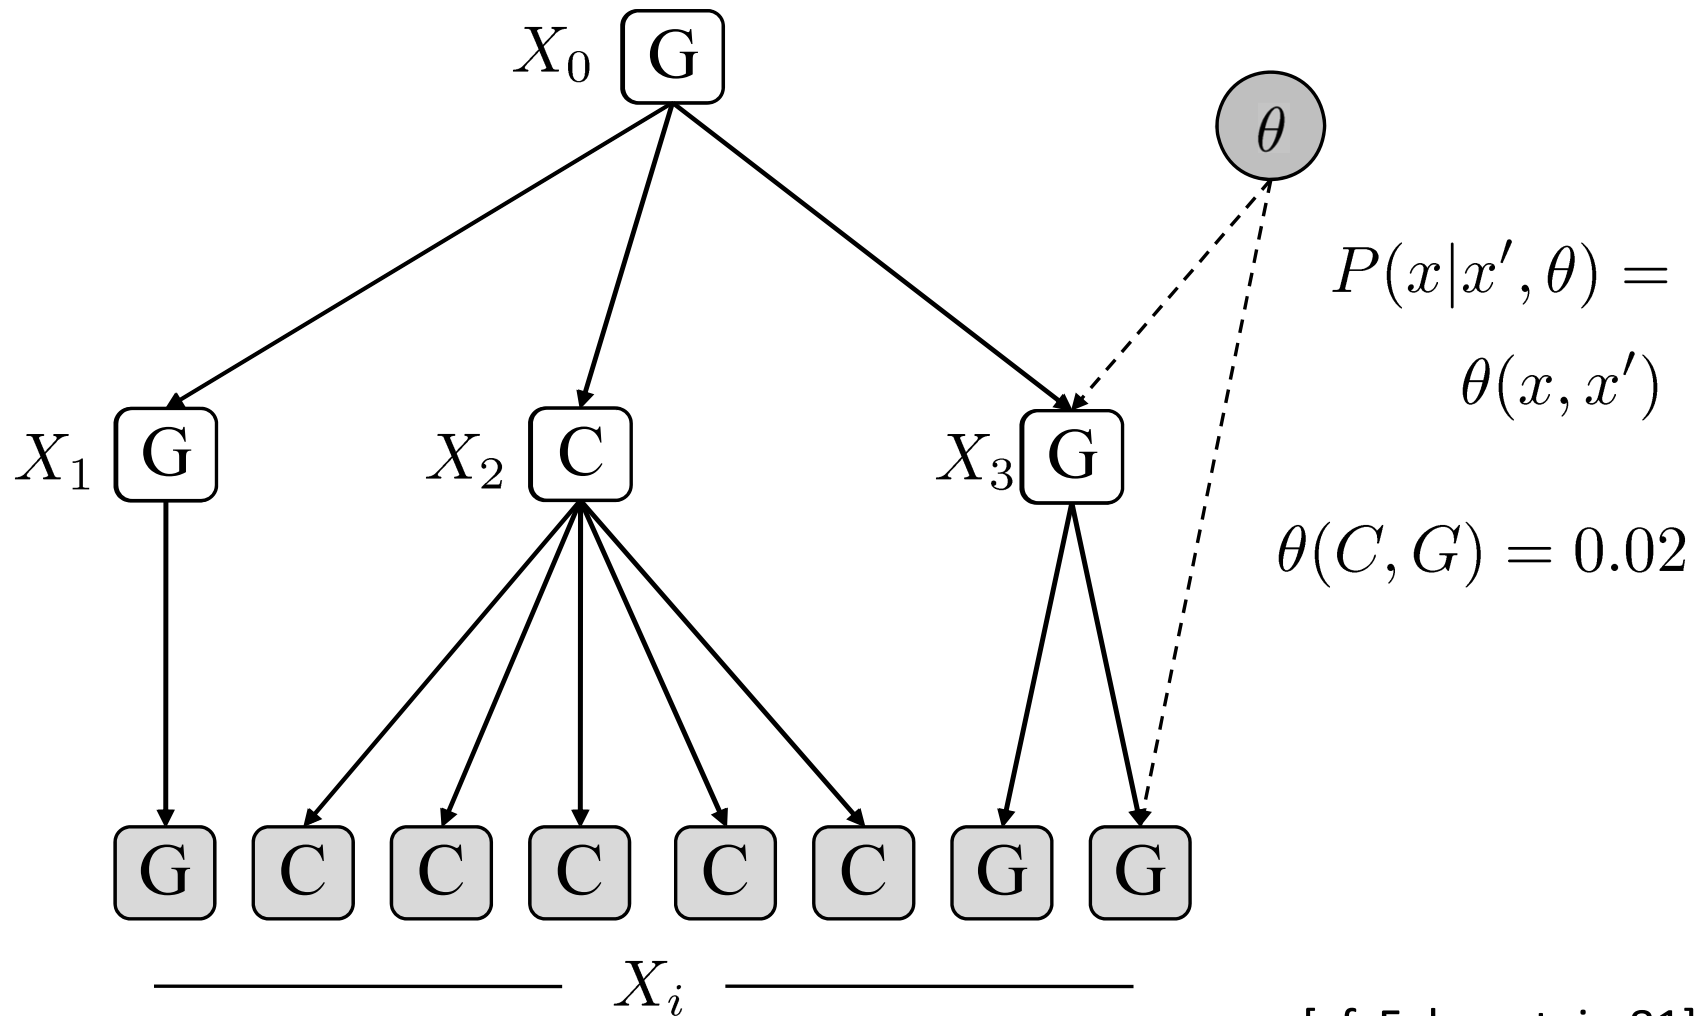 X₀ G
θ
P(x|x′, θ) =
θ(x, x′)
X₁ G X₂ C X₃ G
θ(C, G) = 0.02
G C C C C C G G
Xᵢ